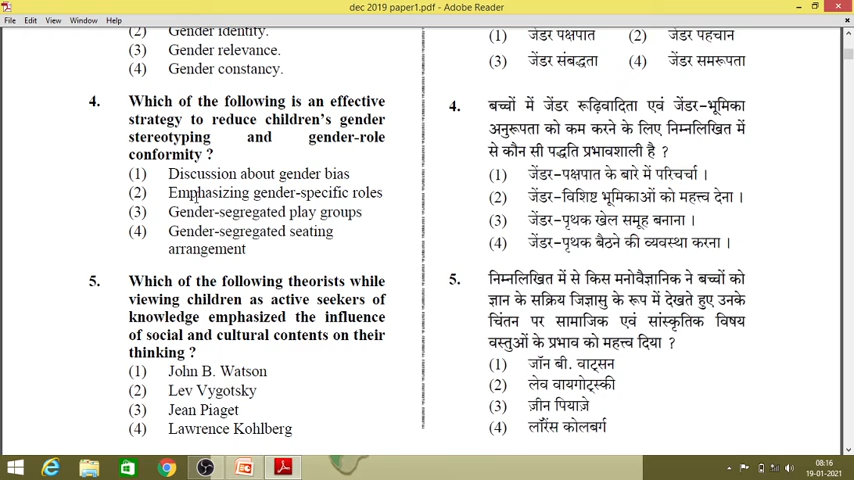 dec 2019 paper1.pdf - Adobe Reader
File Edit View Window Help
(2) Gender identity.
(3) Gender relevance.
(4) Gender constancy.
4. Which of the following is an effective
strategy to reduce children's gender
stereotyping and gender-role
conformity ?
(1) Discussion about gender bias
(2) Emphasizing gender-specific roles
(3) Gender-segregated play groups
(4) Gender-segregated seating
arrangement
5. Which of the following theorists while
viewing children as active seekers of
knowledge emphasized the influence
of social and cultural contents on their
thinking ?
(1) John B. Watson
(2) Lev Vygotsky
(3) Jean Piaget
(4) Lawrence Kohlberg
(1) जेंडर पक्षपात (2) जेंडर पहचान
(3) जेंडर संबद्धता (4) जेंडर समरूपता
4. बच्चों में जेंडर रूढ़िवादिता एवं जेंडर-भूमिका
अनुरूपता को कम करने के लिए निम्नलिखित में
से कौन सी पद्धति प्रभावशाली है ?
(1) जेंडर-पक्षपात के बारे में परिचर्चा ।
(2) जेंडर-विशिष्ट भूमिकाओं को महत्त्व देना ।
(3) जेंडर-पृथक खेल समूह बनाना ।
(4) जेंडर-पृथक बैठने की व्यवस्था करना ।
5. निम्नलिखित में से किस मनोवैज्ञानिक ने बच्चों को
ज्ञान के सक्रिय जिज्ञासु के रूप में देखते हुए उनके
चिंतन पर सामाजिक एवं सांस्कृतिक विषय
वस्तुओं के प्रभाव को महत्त्व दिया ?
(1) जॉन बी. वाट्सन
(2) लेव वायगोट्स्की
(3) ज़ीन पियाज़े
(4) लॉरेंस कोलबर्ग
08:16
19-01-2021